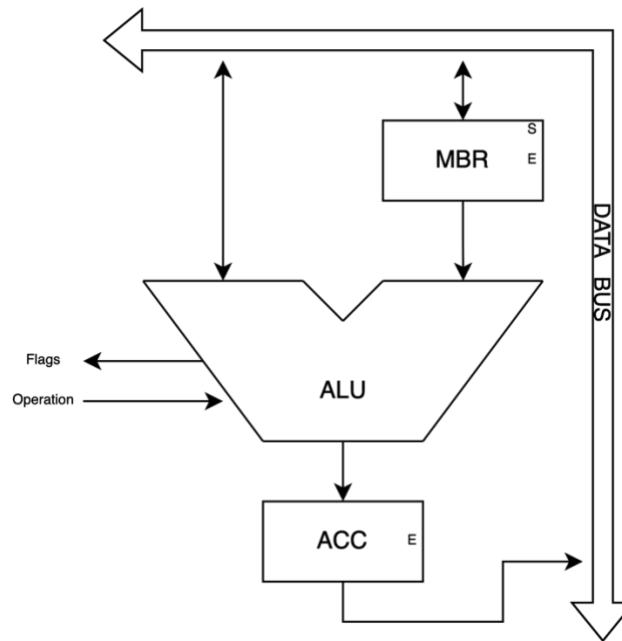 S
MBR
E
DATA BUS
Flags
Operation
ALU
ACC
E